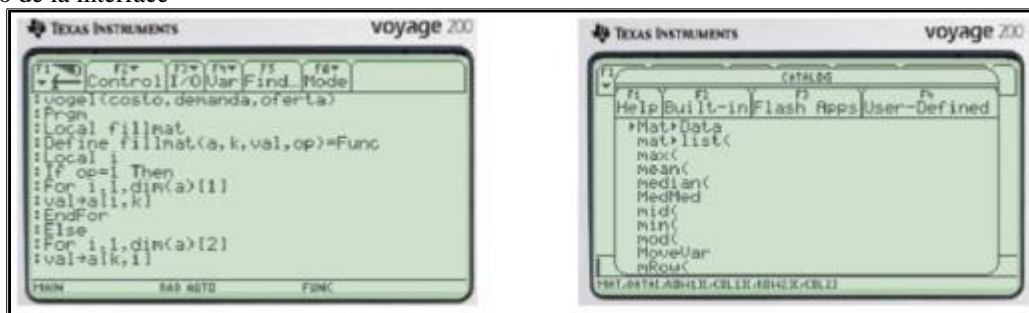 o de la interface
TEXAS INSTRUMENTS voyage 200
F1 F2 F3 F4 F5 F6
Control I/O Var Find... Mode
:vogel(costo,demanda,oferta)
:Prgm
:Local fillmat
:Define fillmat(a,k,val,op)=Func
:Local i
:If op=1 Then
:For i,1,dim(a)[1]
:val→a[i,k]
:EndFor
:Else
:For i,1,dim(a)[2]
:val→a[k,i]
MAIN RAD AUTO FUNC
TEXAS INSTRUMENTS voyage 200
F1
CATALOG
F1 F2 F3 F4
Help Built-in Flash Apps User-Defined
▶Mat▶Data
mat▶list(
max(
mean(
median(
MedMed
mid(
min(
mod(
MoveVar
mRow(